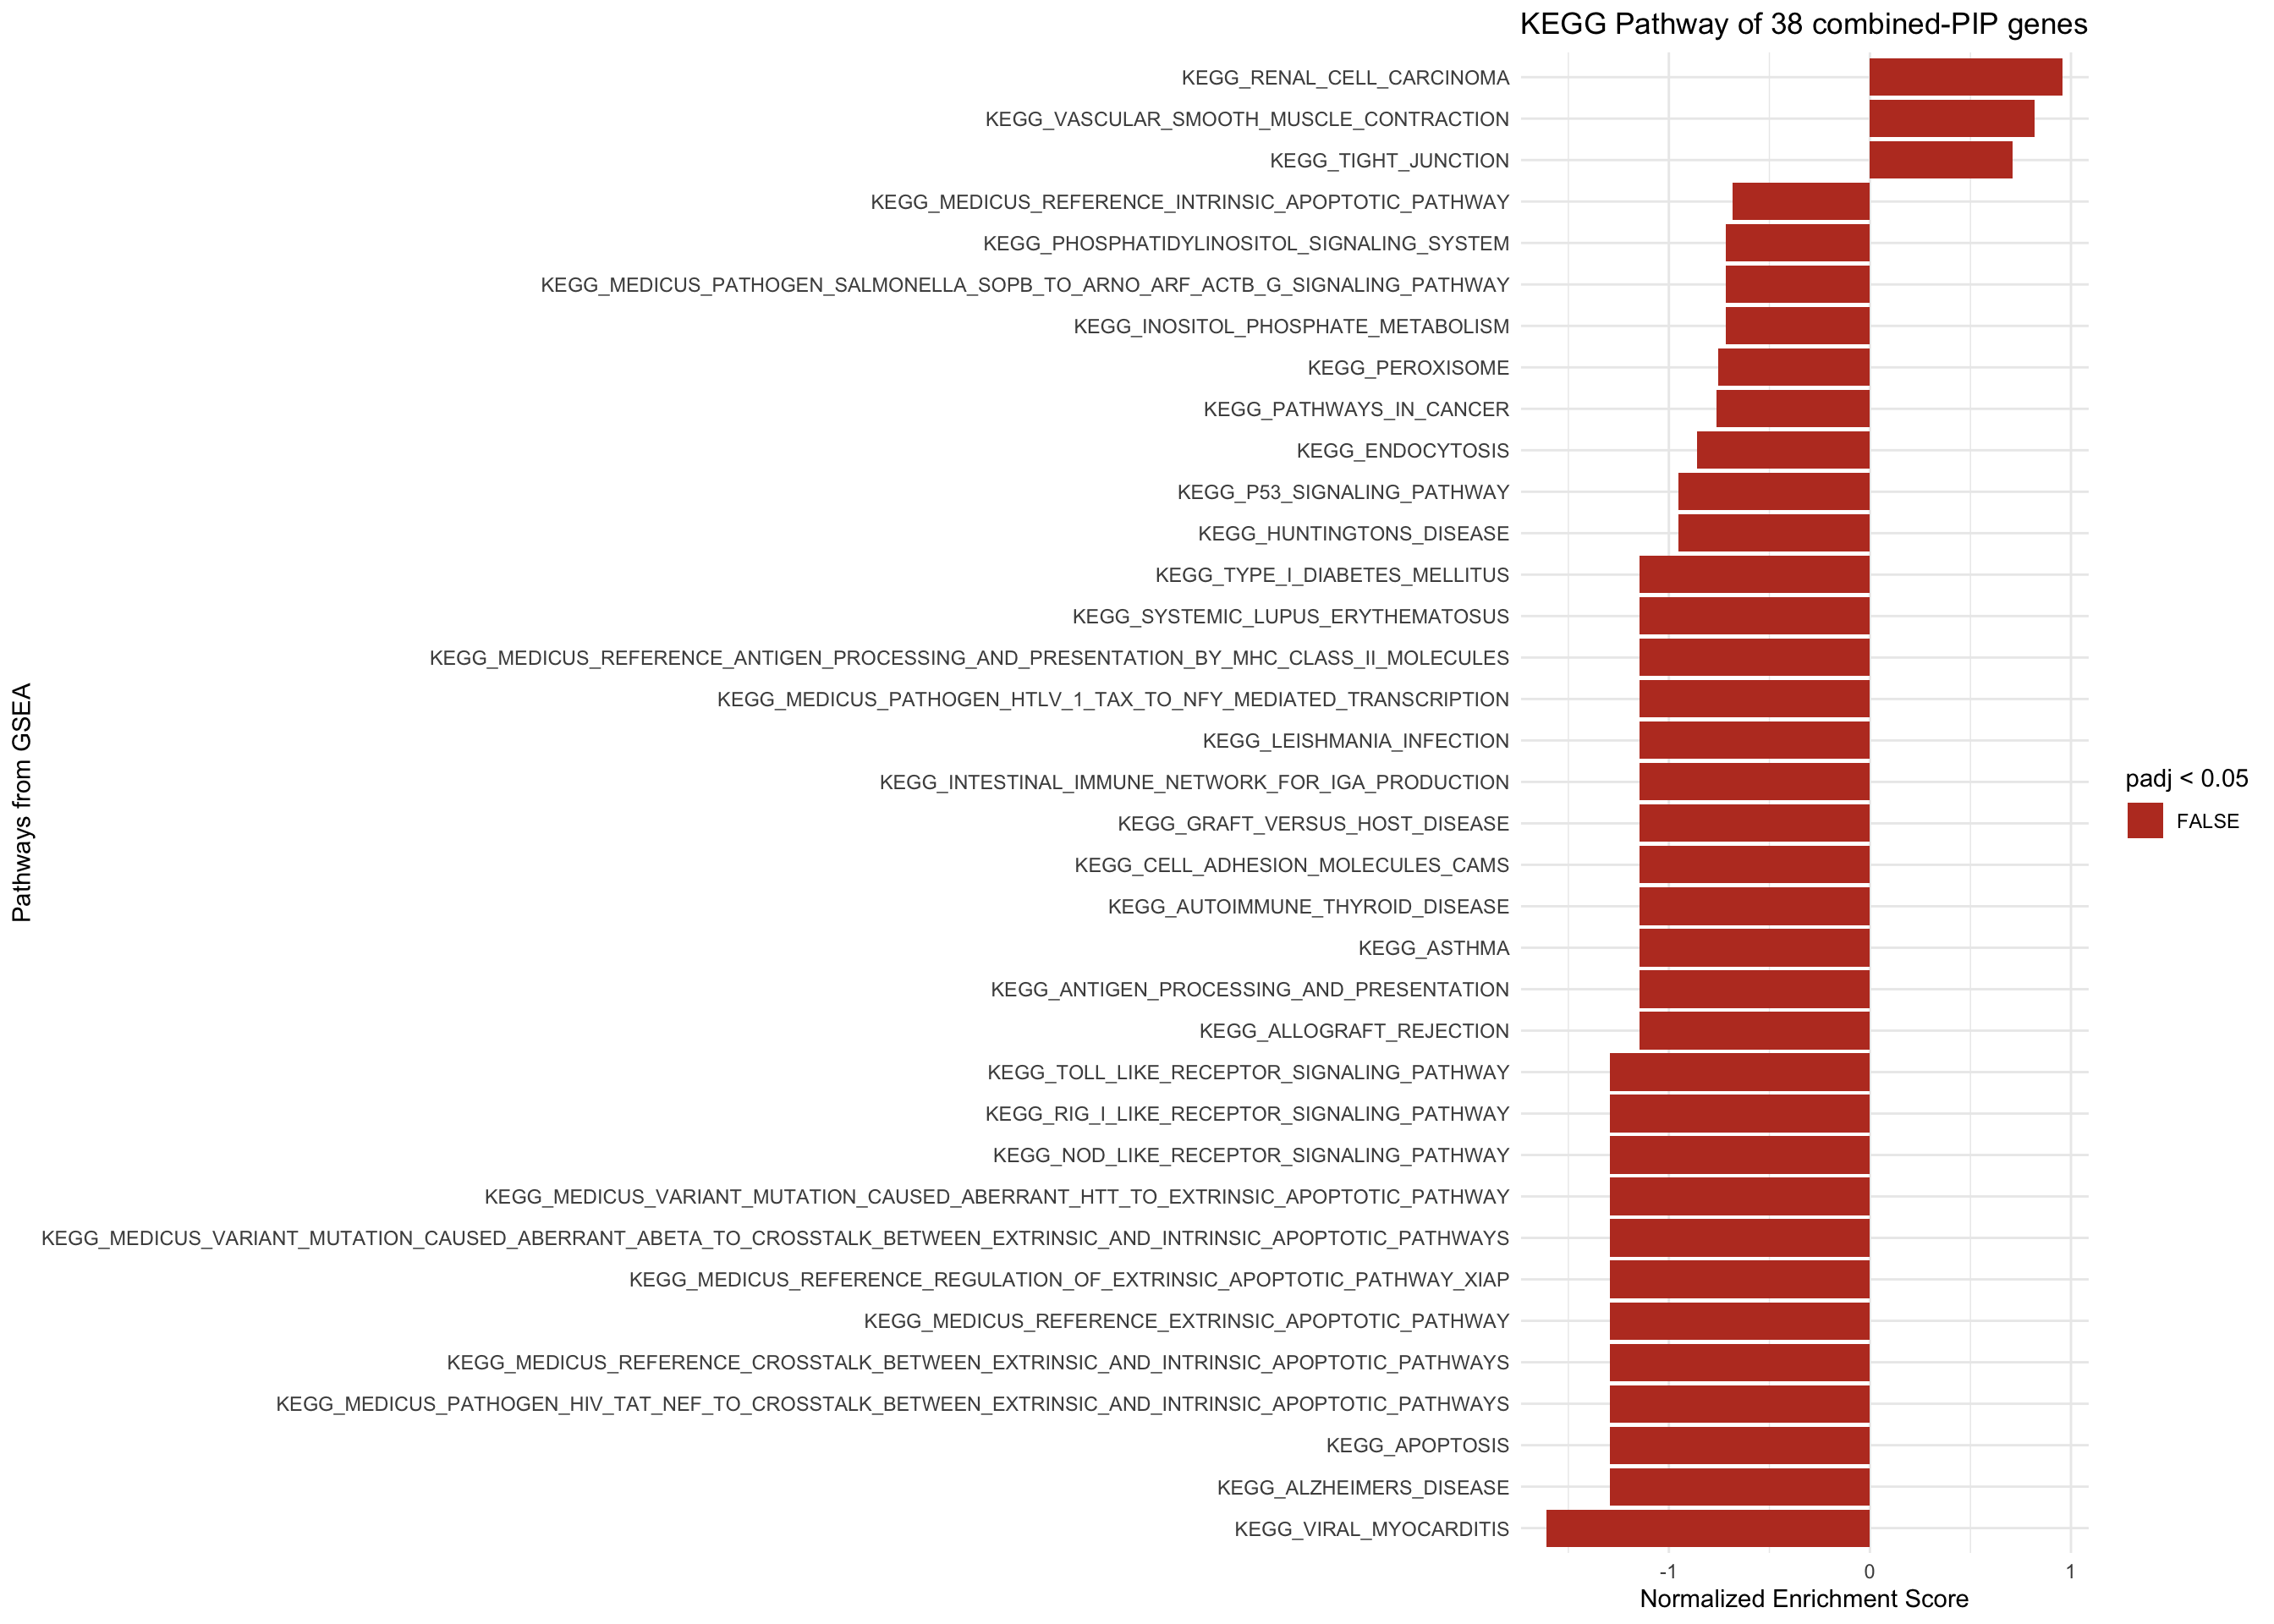 KEGG Pathway of 38 combined-PIP genes
KEGG_RENAL_CELL_CARCINOMA
KEGG_VASCULAR_SMOOTH_MUSCLE_CONTRACTION
KEGG_TIGHT_JUNCTION
KEGG_MEDICUS_REFERENCE_INTRINSIC_APOPTOTIC_PATHWAY
KEGG_PHOSPHATIDYLINOSITOL_SIGNALING_SYSTEM
KEGG_MEDICUS_PATHOGEN_SALMONELLA_SOPB_TO_ARNO_ARF_ACTB_G_SIGNALING_PATHWAY
KEGG_INOSITOL_PHOSPHATE_METABOLISM
KEGG_PEROXISOME
KEGG_PATHWAYS_IN_CANCER
KEGG_ENDOCYTOSIS
KEGG_P53_SIGNALING_PATHWAY
KEGG_HUNTINGTONS_DISEASE
KEGG_TYPE_I_DIABETES_MELLITUS
KEGG_SYSTEMIC_LUPUS_ERYTHEMATOSUS
KEGG_MEDICUS_REFERENCE_ANTIGEN_PROCESSING_AND_PRESENTATION_BY_MHC_CLASS_II_MOLECULES
KEGG_MEDICUS_PATHOGEN_HTLV_1_TAX_TO_NFY_MEDIATED_TRANSCRIPTION
KEGG_LEISHMANIA_INFECTION
KEGG_INTESTINAL_IMMUNE_NETWORK_FOR_IGA_PRODUCTION
KEGG_GRAFT_VERSUS_HOST_DISEASE
KEGG_CELL_ADHESION_MOLECULES_CAMS
KEGG_AUTOIMMUNE_THYROID_DISEASE
KEGG_ASTHMA
KEGG_ANTIGEN_PROCESSING_AND_PRESENTATION
KEGG_ALLOGRAFT_REJECTION
KEGG_TOLL_LIKE_RECEPTOR_SIGNALING_PATHWAY
KEGG_RIG_I_LIKE_RECEPTOR_SIGNALING_PATHWAY
KEGG_NOD_LIKE_RECEPTOR_SIGNALING_PATHWAY
KEGG_MEDICUS_VARIANT_MUTATION_CAUSED_ABERRANT_HTT_TO_EXTRINSIC_APOPTOTIC_PATHWAY
KEGG_MEDICUS_VARIANT_MUTATION_CAUSED_ABERRANT_ABETA_TO_CROSSTALK_BETWEEN_EXTRINSIC_AND_INTRINSIC_APOPTOTIC_PATHWAYS
KEGG_MEDICUS_REFERENCE_REGULATION_OF_EXTRINSIC_APOPTOTIC_PATHWAY_XIAP
KEGG_MEDICUS_REFERENCE_EXTRINSIC_APOPTOTIC_PATHWAY
KEGG_MEDICUS_REFERENCE_CROSSTALK_BETWEEN_EXTRINSIC_AND_INTRINSIC_APOPTOTIC_PATHWAYS
KEGG_MEDICUS_PATHOGEN_HIV_TAT_NEF_TO_CROSSTALK_BETWEEN_EXTRINSIC_AND_INTRINSIC_APOPTOTIC_PATHWAYS
KEGG_APOPTOSIS
KEGG_ALZHEIMERS_DISEASE
KEGG_VIRAL_MYOCARDITIS
Pathways from GSEA
-1 0 1
Normalized Enrichment Score
padj < 0.05
FALSE